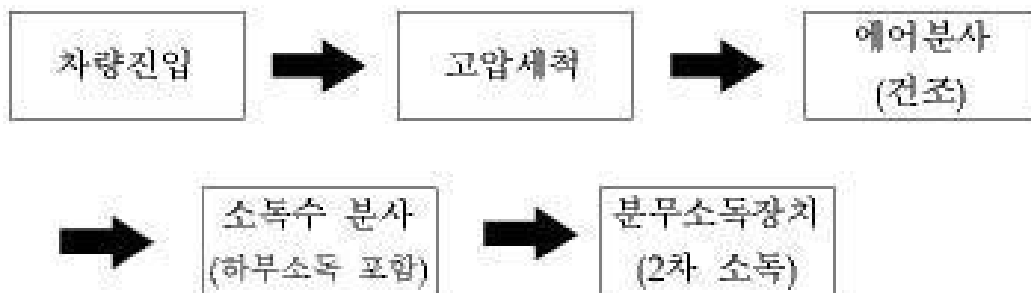 차량진입
고압세척
에어분사
(건조)
소독수 분사
(하부소독 포함)
분무소독장치
(2차 소독)